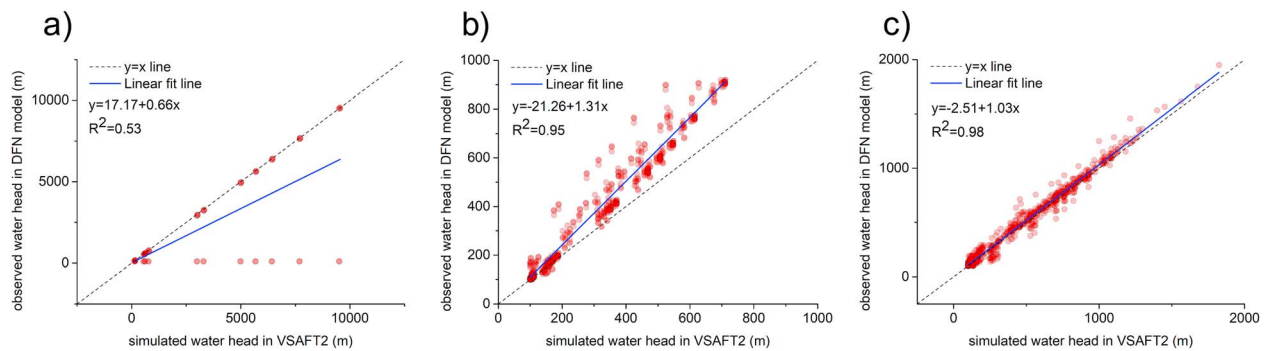 a)
y=x line
Linear fit line
y=17.17+0.66x
R²=0.53
10000
5000
0
0
5000
10000
observed water head in DFN model (m)
simulated water head in VSAFT2 (m)
b)
y=x line
Linear fit line
y=-21.26+1.31x
R²=0.95
1000
800
600
400
200
0
0
200
400
600
800
1000
observed water head in DFN model (m)
simulated water head in VSAFT2 (m)
c)
y=x line
Linear fit line
y=-2.51+1.03x
R²=0.98
2000
1000
0
0
1000
2000
observed water head in DFN model (m)
simulated water head in VSAFT2 (m)